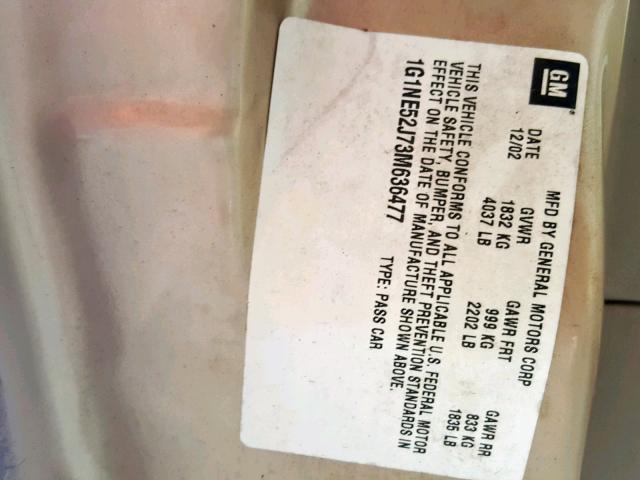 GM
MFD BY GENERAL MOTORS CORP
DATE GVWR GAWR FRT GAWR RR
12/02 1832 KG 999 KG 833 KG
4037 LB 2202 LB 1835 LB
THIS VEHICLE CONFORMS TO ALL APPLICABLE U.S. FEDERAL MOTOR
VEHICLE SAFETY, BUMPER, AND THEFT PREVENTION STANDARDS IN
EFFECT ON THE DATE OF MANUFACTURE SHOWN ABOVE.
1G1NE52J73M636477 TYPE: PASS CAR